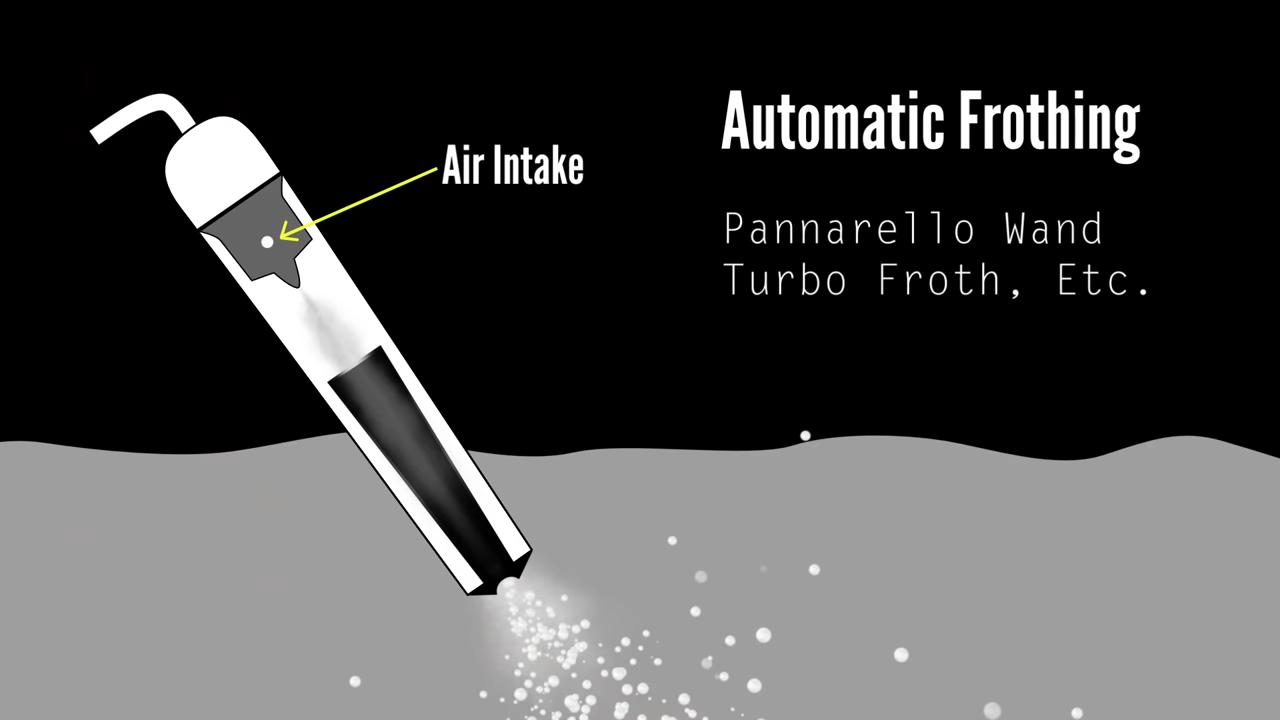 Automatic Frothing
Air Intake
Pannarello Wand
Turbo Froth, Etc.